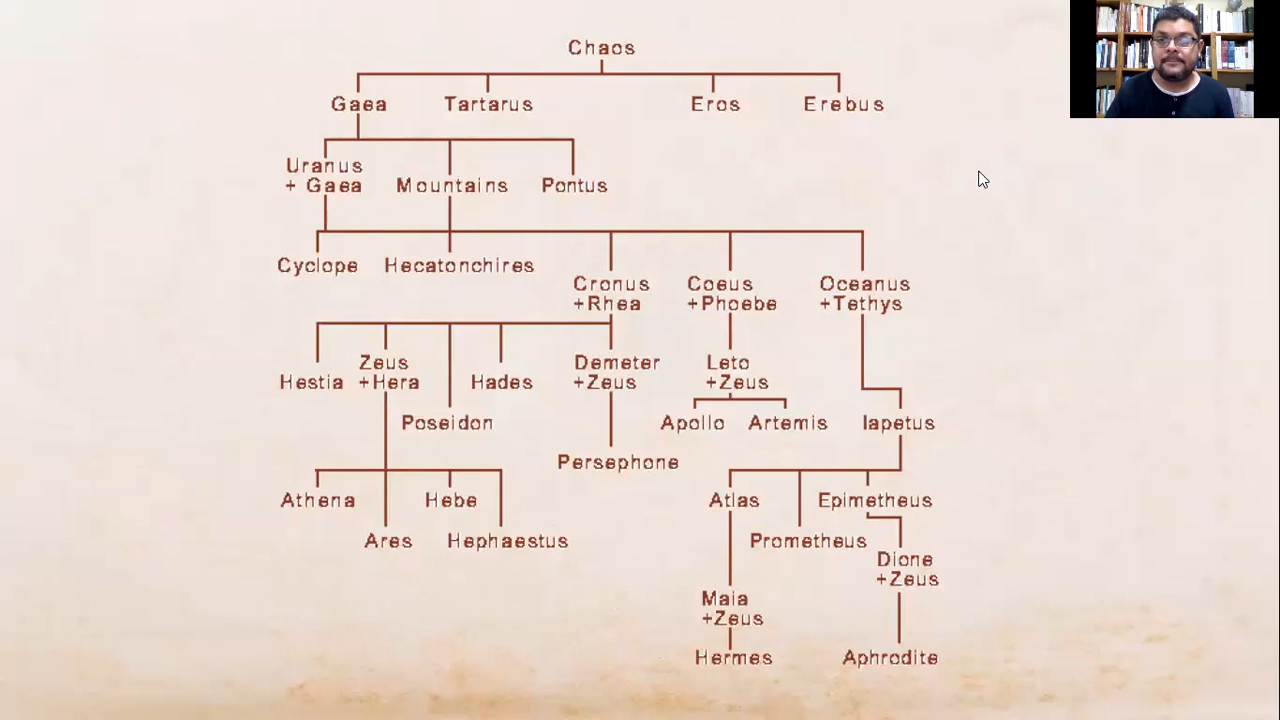 Chaos
Gaea Tartarus Eros Erebus
Uranus
+ Gaea Mountains Pontus
Cyclope Hecatonchires
Cronus Coeus Oceanus
+Rhea +Phoebe +Tethys
Zeus Demeter Leto
Hestia +Hera Hades +Zeus +Zeus
Poseidon Apollo Artemis Iapetus
Persephone
Athena Hebe Atlas Epimetheus
Ares Hephaestus Prometheus
Dione
+Zeus
Maia
+Zeus
Hermes Aphrodite